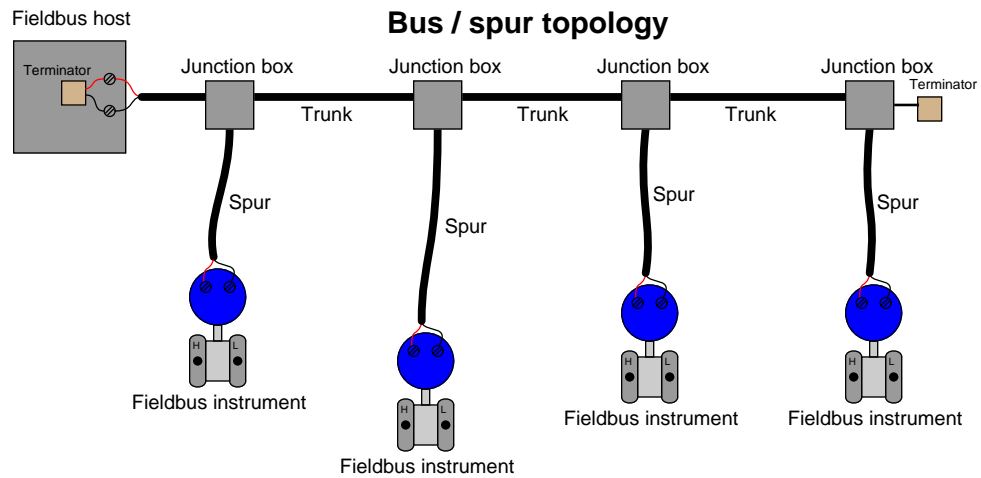 Bus / spur topology
Fieldbus host
Terminator
Junction box
Junction box
Junction box
Junction box
Terminator
Trunk
Trunk
Trunk
Spur
Spur
Spur
Spur
H L
H L
H L
H L
Fieldbus instrument
Fieldbus instrument
Fieldbus instrument
Fieldbus instrument